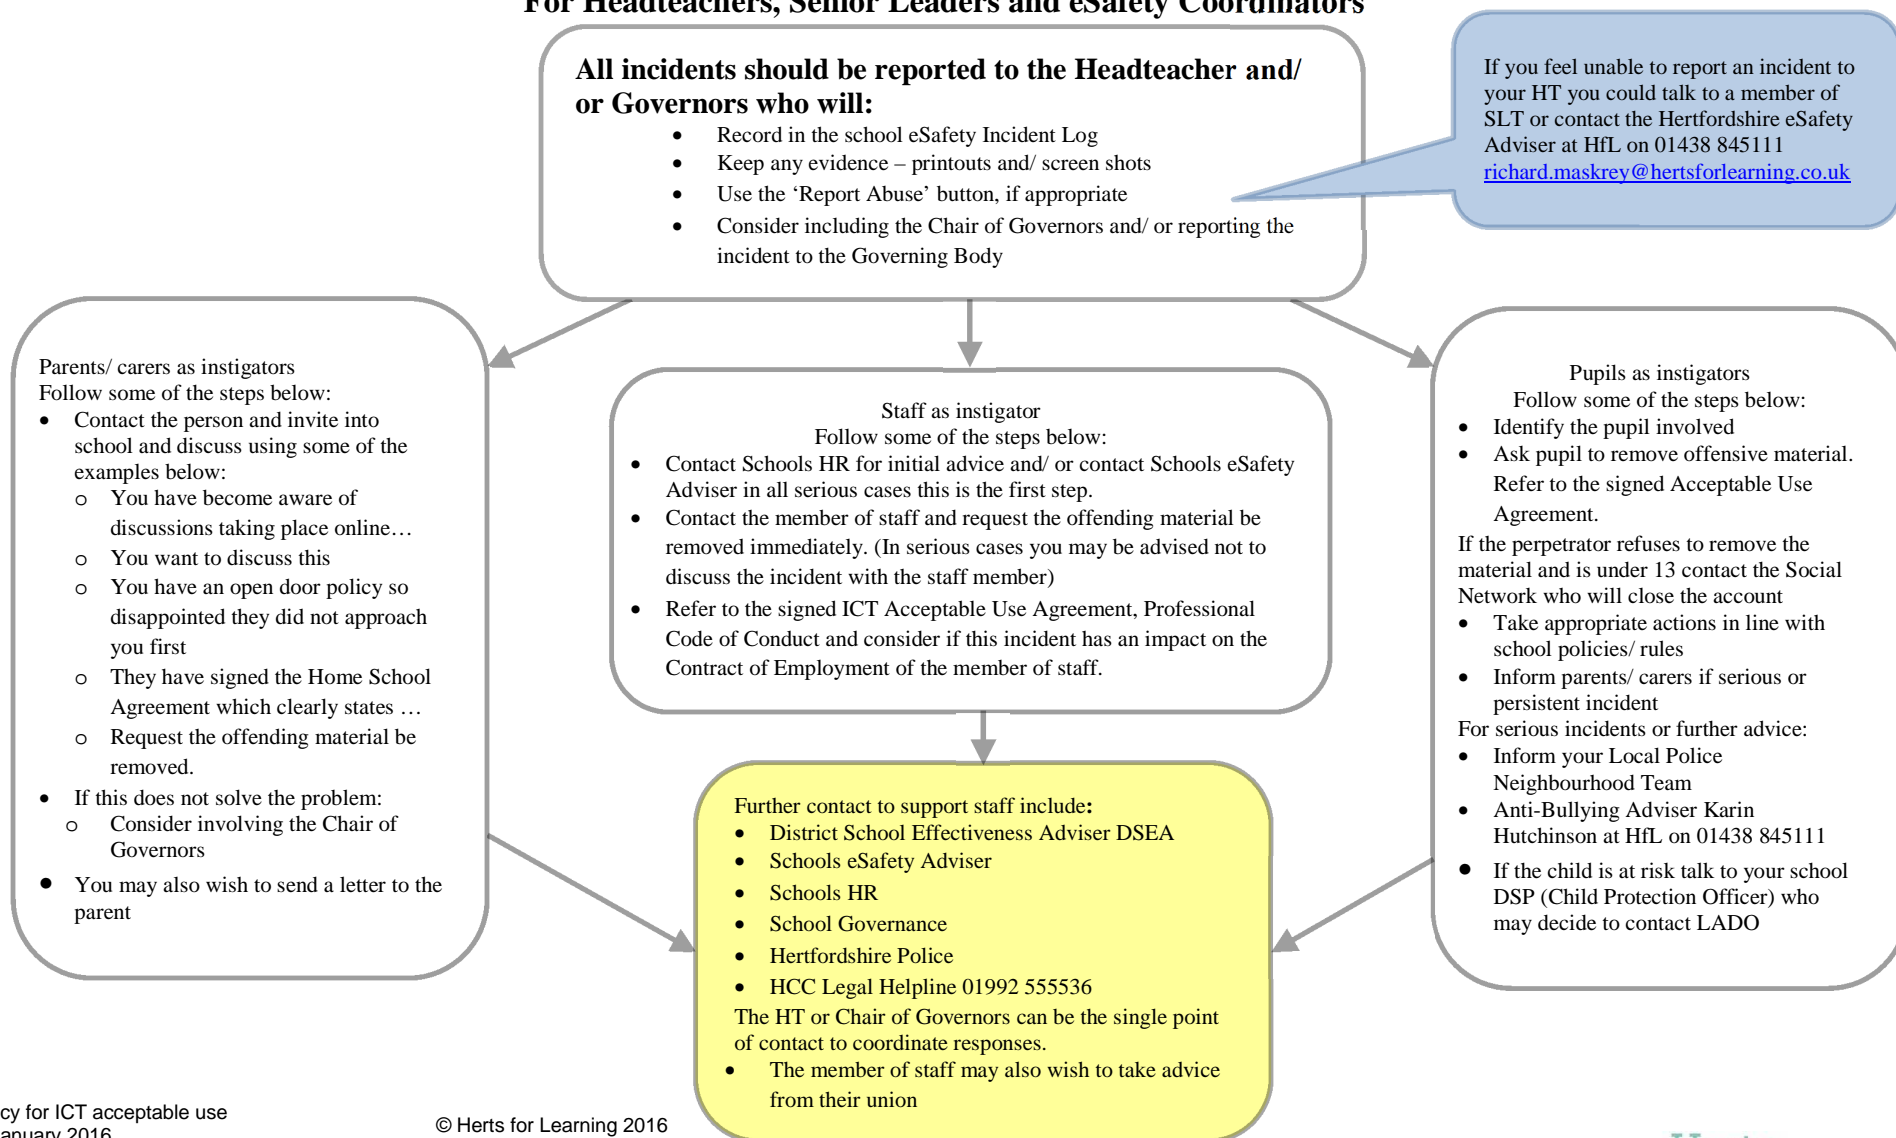 For Headteachers, Senior Leaders and eSafety Coordinators
All incidents should be reported to the Headteacher and/
or Governors who will:
• Record in the school eSafety Incident Log
• Keep any evidence – printouts and/ screen shots
• Use the ‘Report Abuse’ button, if appropriate
• Consider including the Chair of Governors and/ or reporting the
incident to the Governing Body
If you feel unable to report an incident to
your HT you could talk to a member of
SLT or contact the Hertfordshire eSafety
Adviser at HfL on 01438 845111
richard.maskrey@hertsforlearning.co.uk
Parents/ carers as instigators
Follow some of the steps below:
• Contact the person and invite into
school and discuss using some of the
examples below:
o You have become aware of
discussions taking place online…
o You want to discuss this
o You have an open door policy so
disappointed they did not approach
you first
o They have signed the Home School
Agreement which clearly states …
o Request the offending material be
removed.
• If this does not solve the problem:
o Consider involving the Chair of
Governors
• You may also wish to send a letter to the
parent
Staff as instigator
Follow some of the steps below:
• Contact Schools HR for initial advice and/ or contact Schools eSafety
Adviser in all serious cases this is the first step.
• Contact the member of staff and request the offending material be
removed immediately. (In serious cases you may be advised not to
discuss the incident with the staff member)
• Refer to the signed ICT Acceptable Use Agreement, Professional
Code of Conduct and consider if this incident has an impact on the
Contract of Employment of the member of staff.
Pupils as instigators
Follow some of the steps below:
• Identify the pupil involved
• Ask pupil to remove offensive material.
Refer to the signed Acceptable Use
Agreement.
If the perpetrator refuses to remove the
material and is under 13 contact the Social
Network who will close the account
• Take appropriate actions in line with
school policies/ rules
• Inform parents/ carers if serious or
persistent incident
For serious incidents or further advice:
• Inform your Local Police
Neighbourhood Team
• Anti-Bullying Adviser Karin
Hutchinson at HfL on 01438 845111
• If the child is at risk talk to your school
DSP (Child Protection Officer) who
may decide to contact LADO
Further contact to support staff include:
• District School Effectiveness Adviser DSEA
• Schools eSafety Adviser
• Schools HR
• School Governance
• Hertfordshire Police
• HCC Legal Helpline 01992 555536
The HT or Chair of Governors can be the single point
of contact to coordinate responses.
• The member of staff may also wish to take advice
from their union
cy for ICT acceptable use
anuary 2016
© Herts for Learning 2016